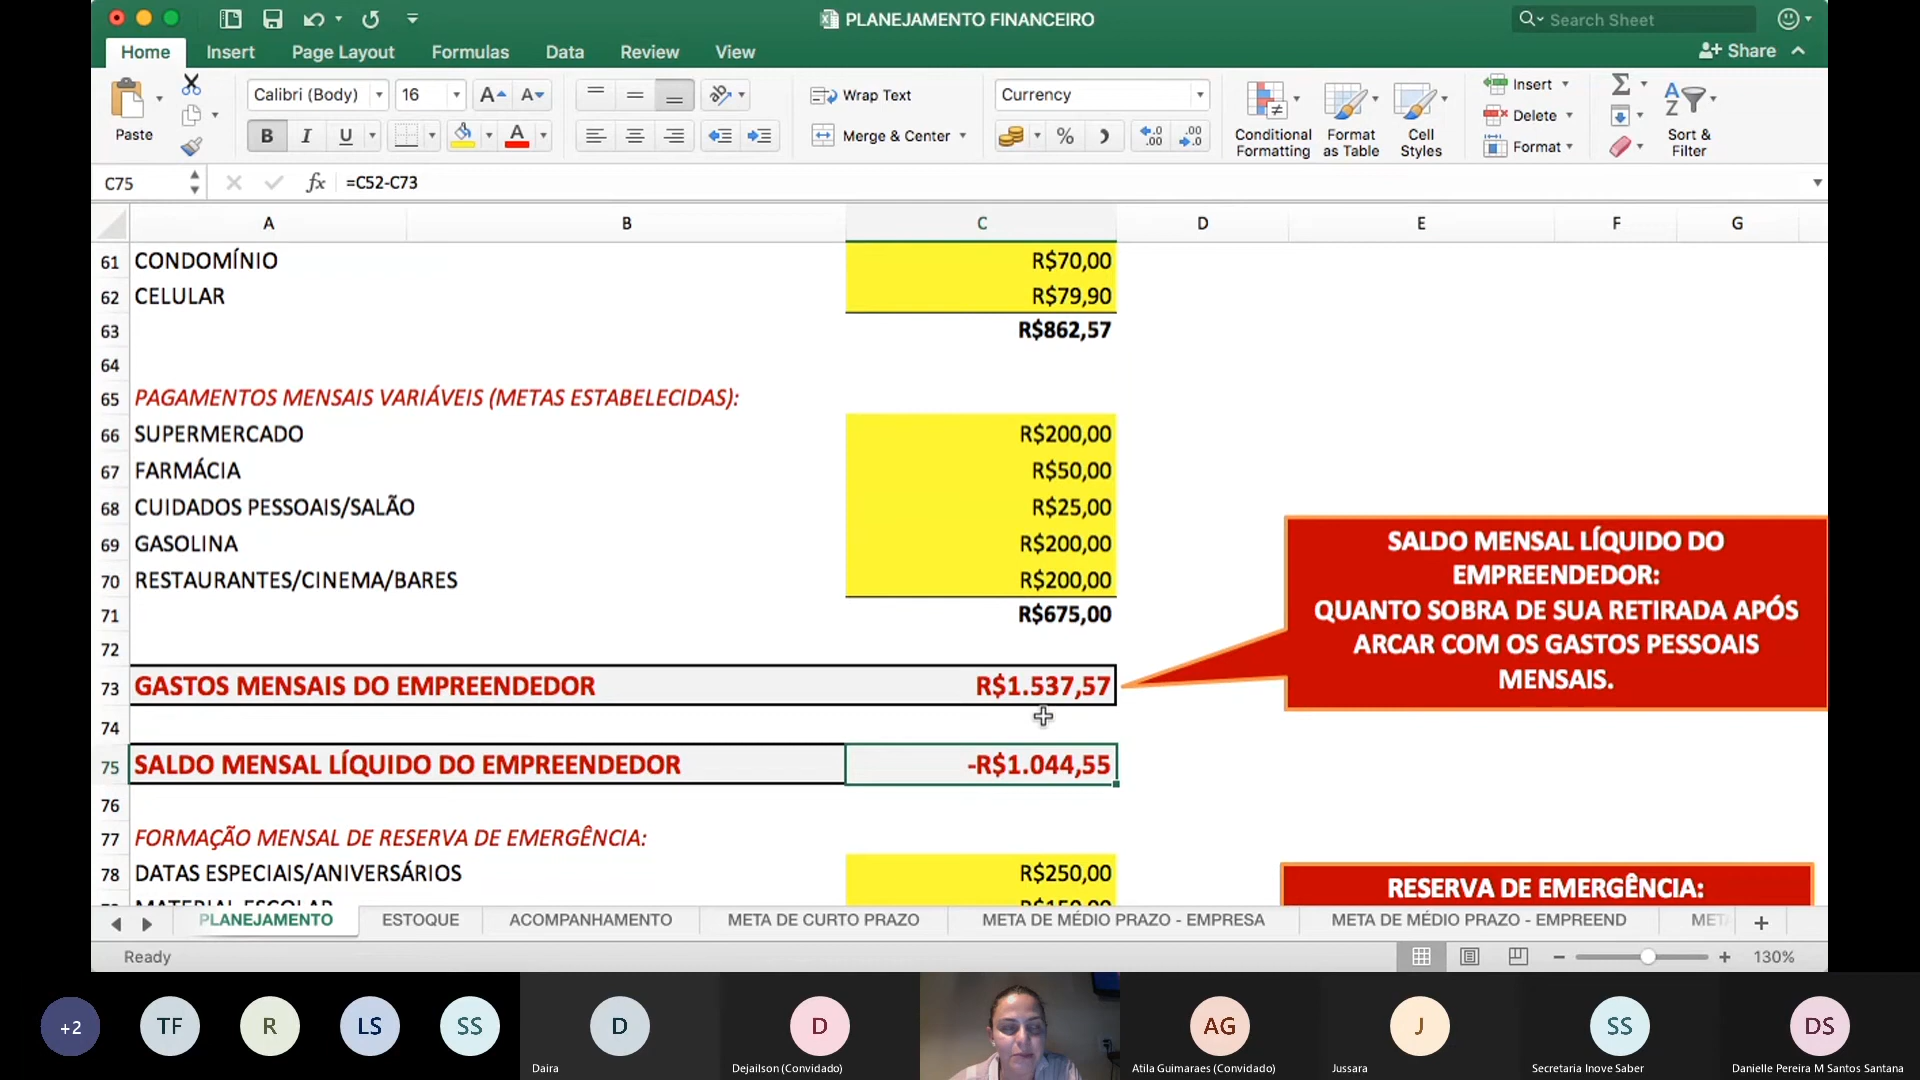 PLANEJAMENTO FINANCEIRO
Search Sheet
Home Insert Page Layout Formulas Data Review View
Share
Paste
Calibri (Body) 16
B I U
Wrap Text
Merge & Center
Currency
%
Conditional Formatting
Format as Table
Cell Styles
Insert
Delete
Format
Sort & Filter
C75 fx =C52-C73
A B C D E F G
61 CONDOMÍNIO R$70,00
62 CELULAR R$79,90
63 R$862,57
64
65 PAGAMENTOS MENSAIS VARIÁVEIS (METAS ESTABELECIDAS):
66 SUPERMERCADO R$200,00
67 FARMÁCIA R$50,00
68 CUIDADOS PESSOAIS/SALÃO R$25,00
69 GASOLINA R$200,00
70 RESTAURANTES/CINEMA/BARES R$200,00
71 R$675,00
72
73 GASTOS MENSAIS DO EMPREENDEDOR R$1.537,57
74
75 SALDO MENSAL LÍQUIDO DO EMPREENDEDOR -R$1.044,55
76
77 FORMAÇÃO MENSAL DE RESERVA DE EMERGÊNCIA:
78 DATAS ESPECIAIS/ANIVERSÁRIOS R$250,00
SALDO MENSAL LÍQUIDO DO
EMPREENDEDOR:
QUANTO SOBRA DE SUA RETIRADA APÓS
ARCAR COM OS GASTOS PESSOAIS
MENSAIS.
RESERVA DE EMERGÊNCIA:
PLANEJAMENTO ESTOQUE ACOMPANHAMENTO META DE CURTO PRAZO META DE MÉDIO PRAZO - EMPRESA META DE MÉDIO PRAZO - EMPREEND MET
Ready
130%
+2 TF R LS SS D D AG J SS DS
Daira Dejailson (Convidado) Atila Guimaraes (Convidado) Jussara Secretaria Inove Saber Danielle Pereira M Santos Santana